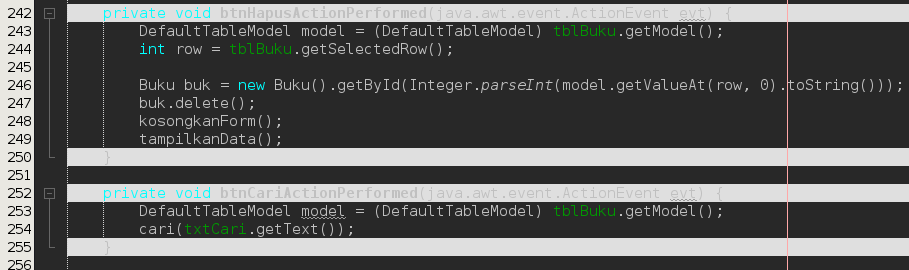 242 private void btnHapusActionPerformed(java.awt.event.ActionEvent evt) {
243 DefaultTableModel model = (DefaultTableModel) tblBuku.getModel();
244 int row = tblBuku.getSelectedRow();
245
246 Buku buk = new Buku().getById(Integer.parseInt(model.getValueAt(row, 0).toString()));
247 buk.delete();
248 kosongkanForm();
249 tampilkanData();
250 }
251
252 private void btnCariActionPerformed(java.awt.event.ActionEvent evt) {
253 DefaultTableModel model = (DefaultTableModel) tblBuku.getModel();
254 cari(txtCari.getText());
255 }
256